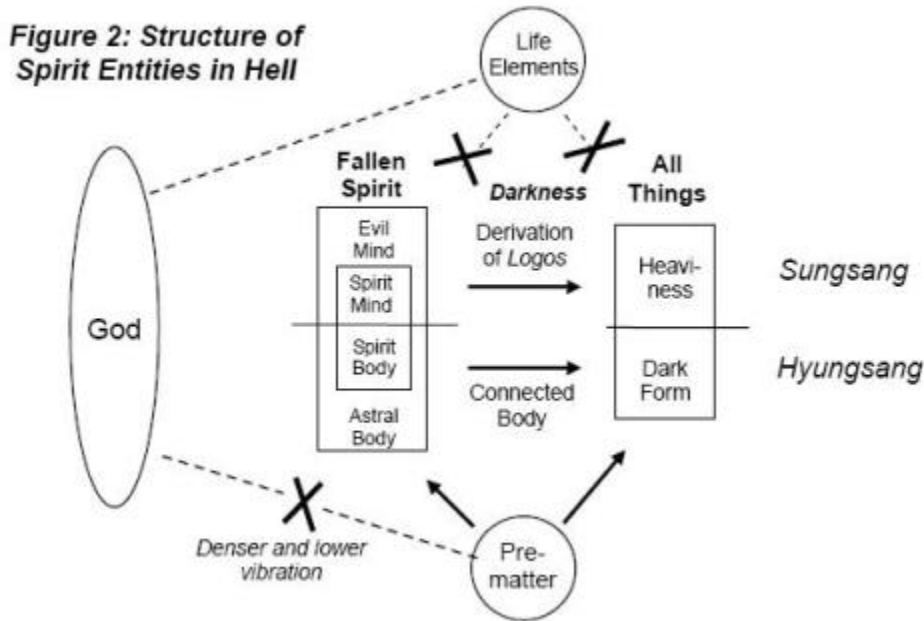 Figure 2: Structure of
Spirit Entities in Hell
Life
Elements
Fallen
Spirit
Darkness
All
Things
Evil
Mind
Spirit
Mind
Derivation
of Logos
Heavi-
ness
Sungsang
God
Spirit
Body
Astral
Body
Connected
Body
Dark
Form
Hyungsang
Denser and lower
vibration
Pre-
matter